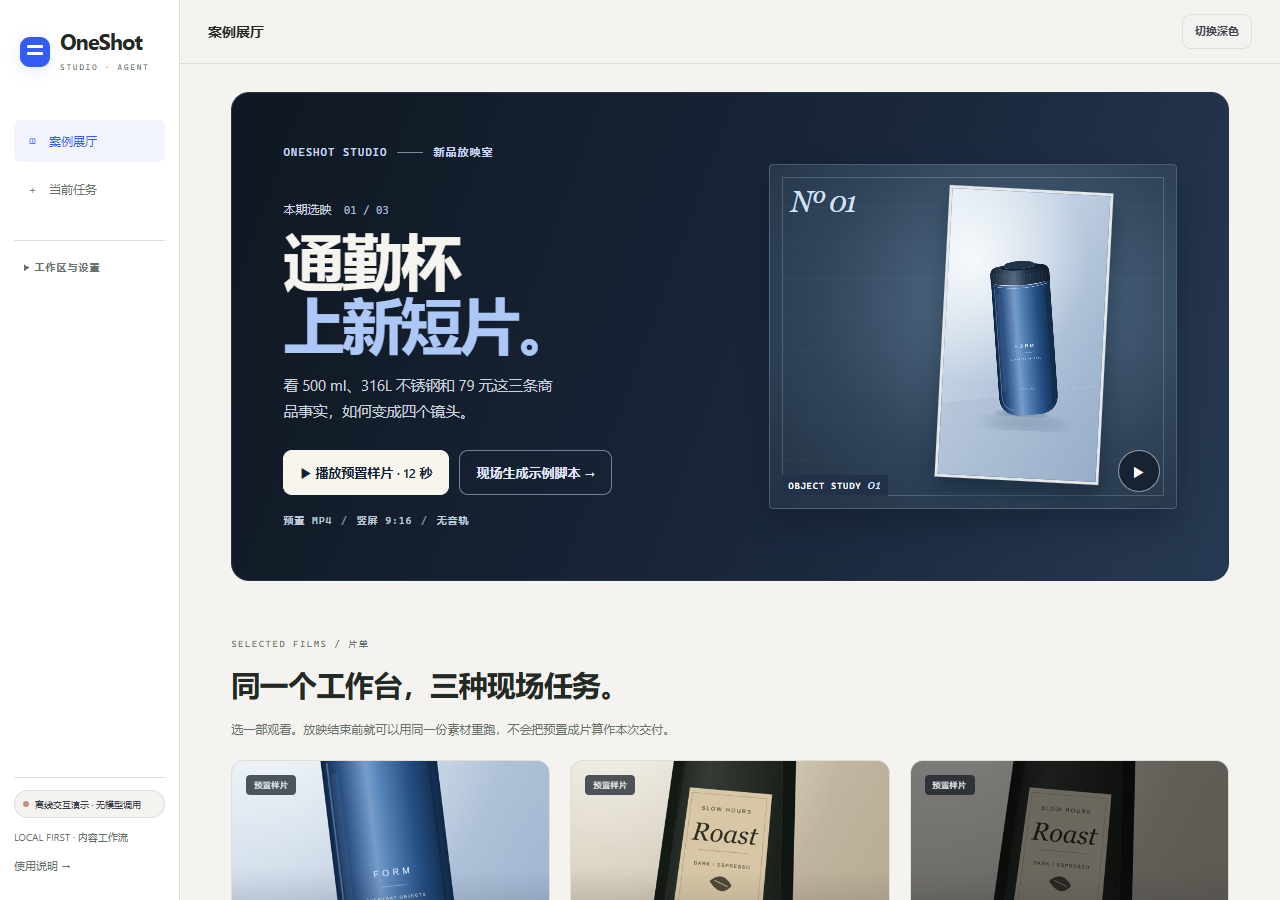 OneShot
STUDIO · AGENT
案例展厅
当前任务
工作区与设置
离线交互演示 · 无模型调用
LOCAL FIRST · 内容工作流
使用说明 →
案例展厅
切换深色
ONESHOT STUDIO —— 新品放映室
本期选映 01 / 03
通勤杯
上新短片。
看 500 ml、316L 不锈钢和 79 元这三条商
品事实，如何变成四个镜头。
▶ 播放预置样片 · 12 秒
现场生成示例脚本 →
预置 MP4 / 竖屏 9:16 / 无音轨
Nº 01
FORM
OBJECT STUDY 01
SELECTED FILMS / 片单
同一个工作台，三种现场任务。
选一部观看。放映结束前就可以用同一份素材重跑，不会把预置成片算作本次交付。
预置样片
FORM
预置样片
SLOW HOURS
Roast
DARK / ESPRESSO
预置样片
SLOW HOURS
Roast
DARK / ESPRESSO